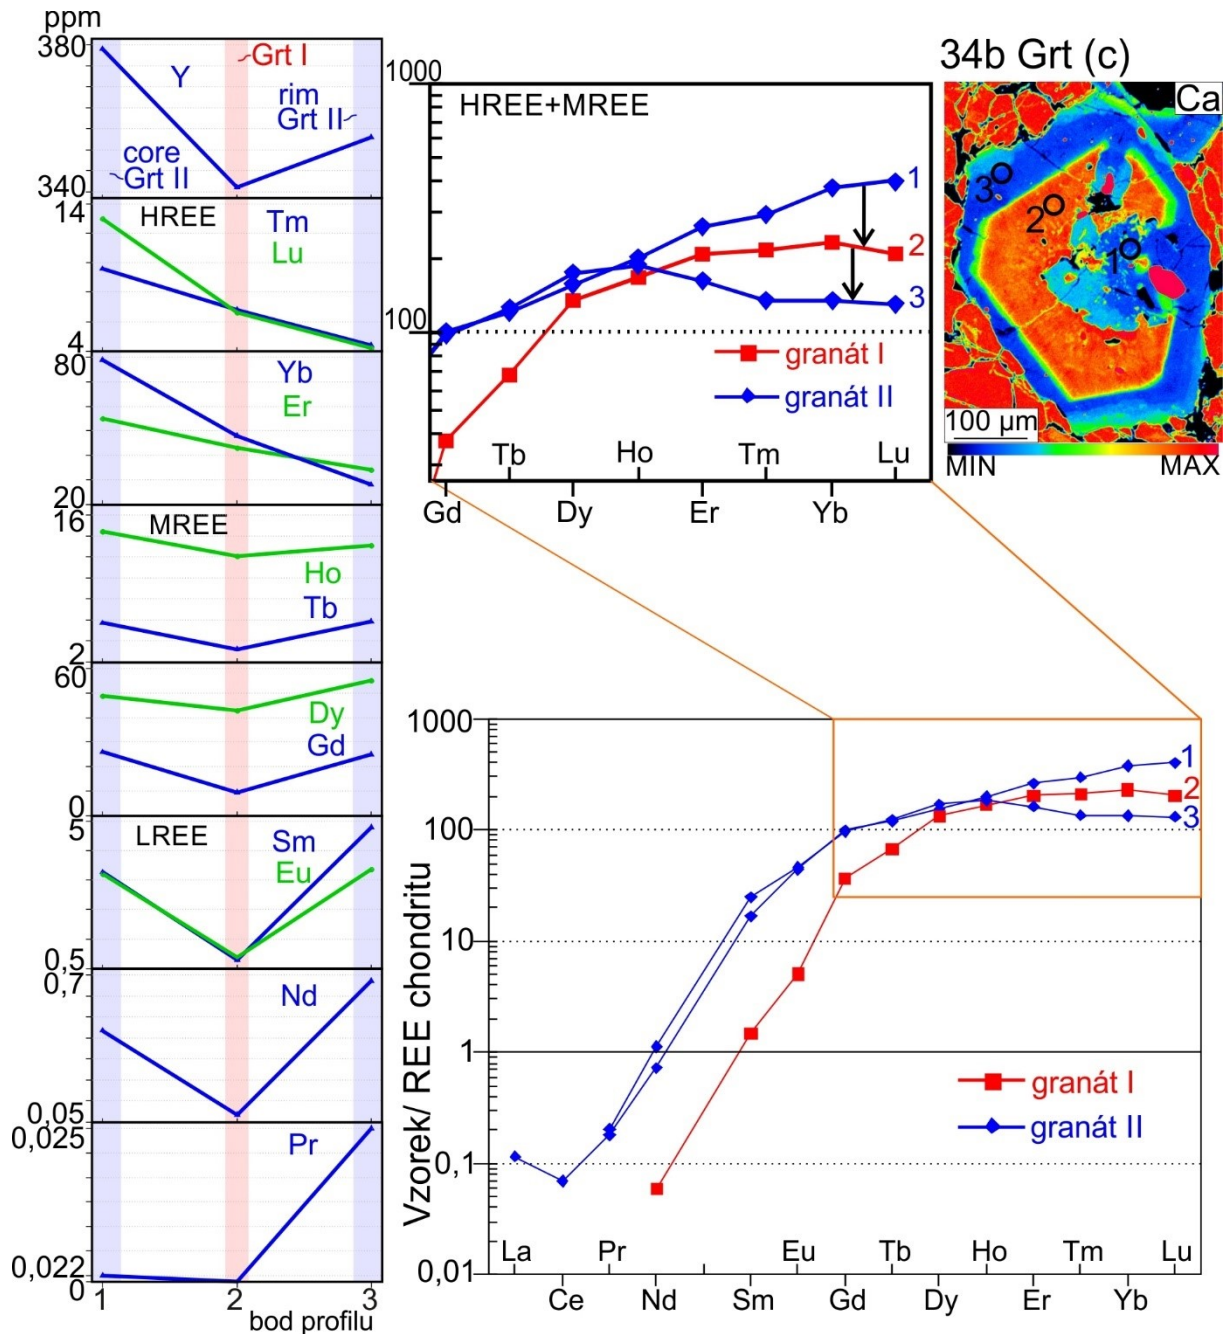 ppm
380
Y
Grt I
rim
Grt II
core
Grt II
340
14
HREE
Tm
Lu
4
80
Yb
Er
20
16
MREE
Ho
Tb
2
60
Dy
Gd
0
5
LREE
Sm
Eu
0,5
0,7
Nd
0,05
0,025
Pr
0,022
0
1 2 3
bod profilu
1000
HREE+MREE
1
2
3
100
granát I
granát II
Tb Ho Tm Lu
Gd Dy Er Yb
34b Grt (c)
Ca
3
2
1
100 µm
MIN MAX
Vzorek/ REE chondritu
1000
1
2
3
100
10
1
granát I
granát II
0,1
La Pr Eu Tb Ho Tm Lu
0,01
Ce Nd Sm Gd Dy Er Yb